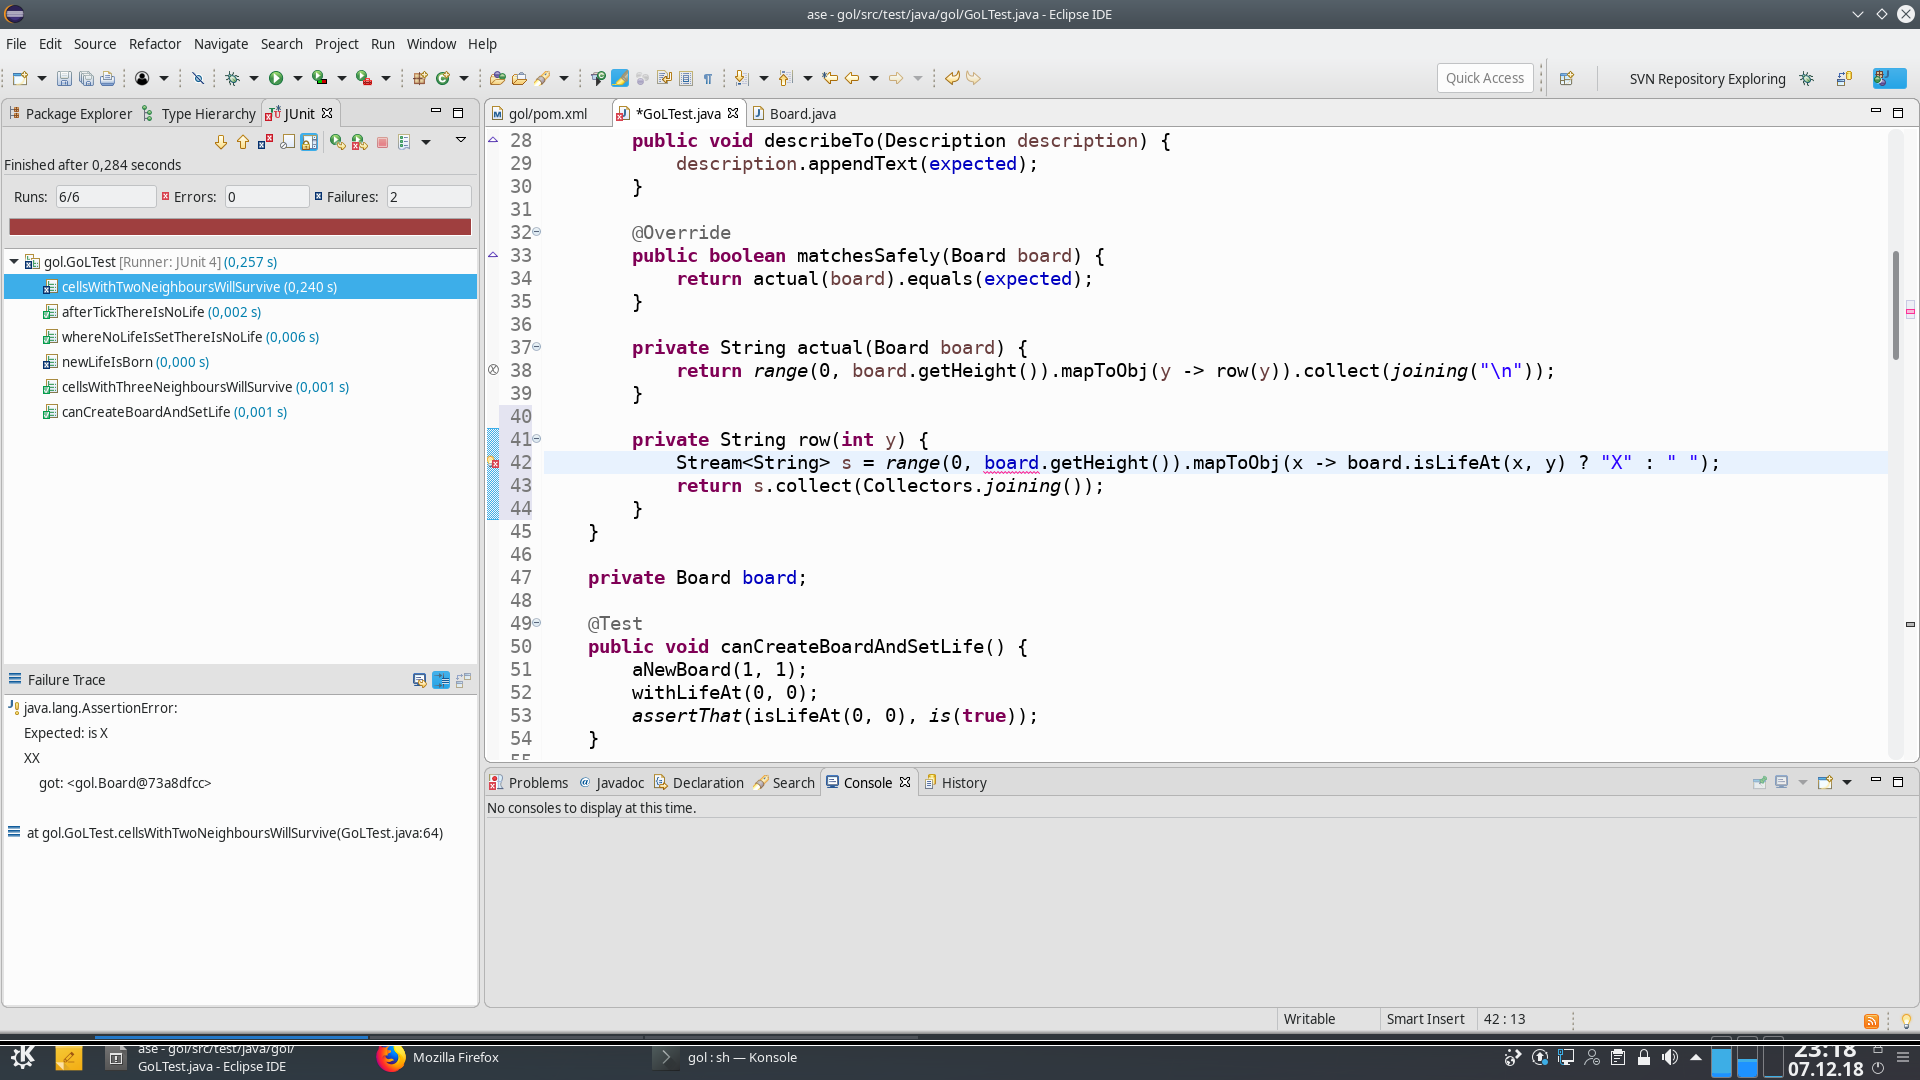 ase - gol/src/test/java/gol/GoLTest.java - Eclipse IDE
File Edit Source Refactor Navigate Search Project Run Window Help
Quick Access
SVN Repository Exploring
Package Explorer Type Hierarchy JUnit
Finished after 0,284 seconds
Runs: 6/6 Errors: 0 Failures: 2
gol.GoLTest [Runner: JUnit 4] (0,257 s)
cellsWithTwoNeighboursWillSurvive (0,240 s)
afterTickThereIsNoLife (0,002 s)
whereNoLifeIsSetThereIsNoLife (0,006 s)
newLifeIsBorn (0,000 s)
cellsWithThreeNeighboursWillSurvive (0,001 s)
canCreateBoardAndSetLife (0,001 s)
Failure Trace
java.lang.AssertionError:
Expected: is X
XX
got: <gol.Board@73a8dfcc>
at gol.GoLTest.cellsWithTwoNeighboursWillSurvive(GoLTest.java:64)
gol/pom.xml *GoLTest.java Board.java
28 public void describeTo(Description description) {
29 description.appendText(expected);
30 }
31
32 @Override
33 public boolean matchesSafely(Board board) {
34 return actual(board).equals(expected);
35 }
36
37 private String actual(Board board) {
38 return range(0, board.getHeight()).mapToObj(y -> row(y)).collect(joining("\n"));
39 }
40
41 private String row(int y) {
42 Stream<String> s = range(0, board.getHeight()).mapToObj(x -> board.isLifeAt(x, y) ? "X" : " ");
43 return s.collect(Collectors.joining());
44 }
45 }
46
47 private Board board;
48
49 @Test
50 public void canCreateBoardAndSetLife() {
51 aNewBoard(1, 1);
52 withLifeAt(0, 0);
53 assertThat(isLifeAt(0, 0), is(true));
54 }
55
Problems Javadoc Declaration Search Console History
No consoles to display at this time.
Writable Smart Insert 42 : 13
ase - gol/src/test/java/gol/
GoLTest.java - Eclipse IDE
Mozilla Firefox
gol : sh — Konsole
23:18
07.12.18